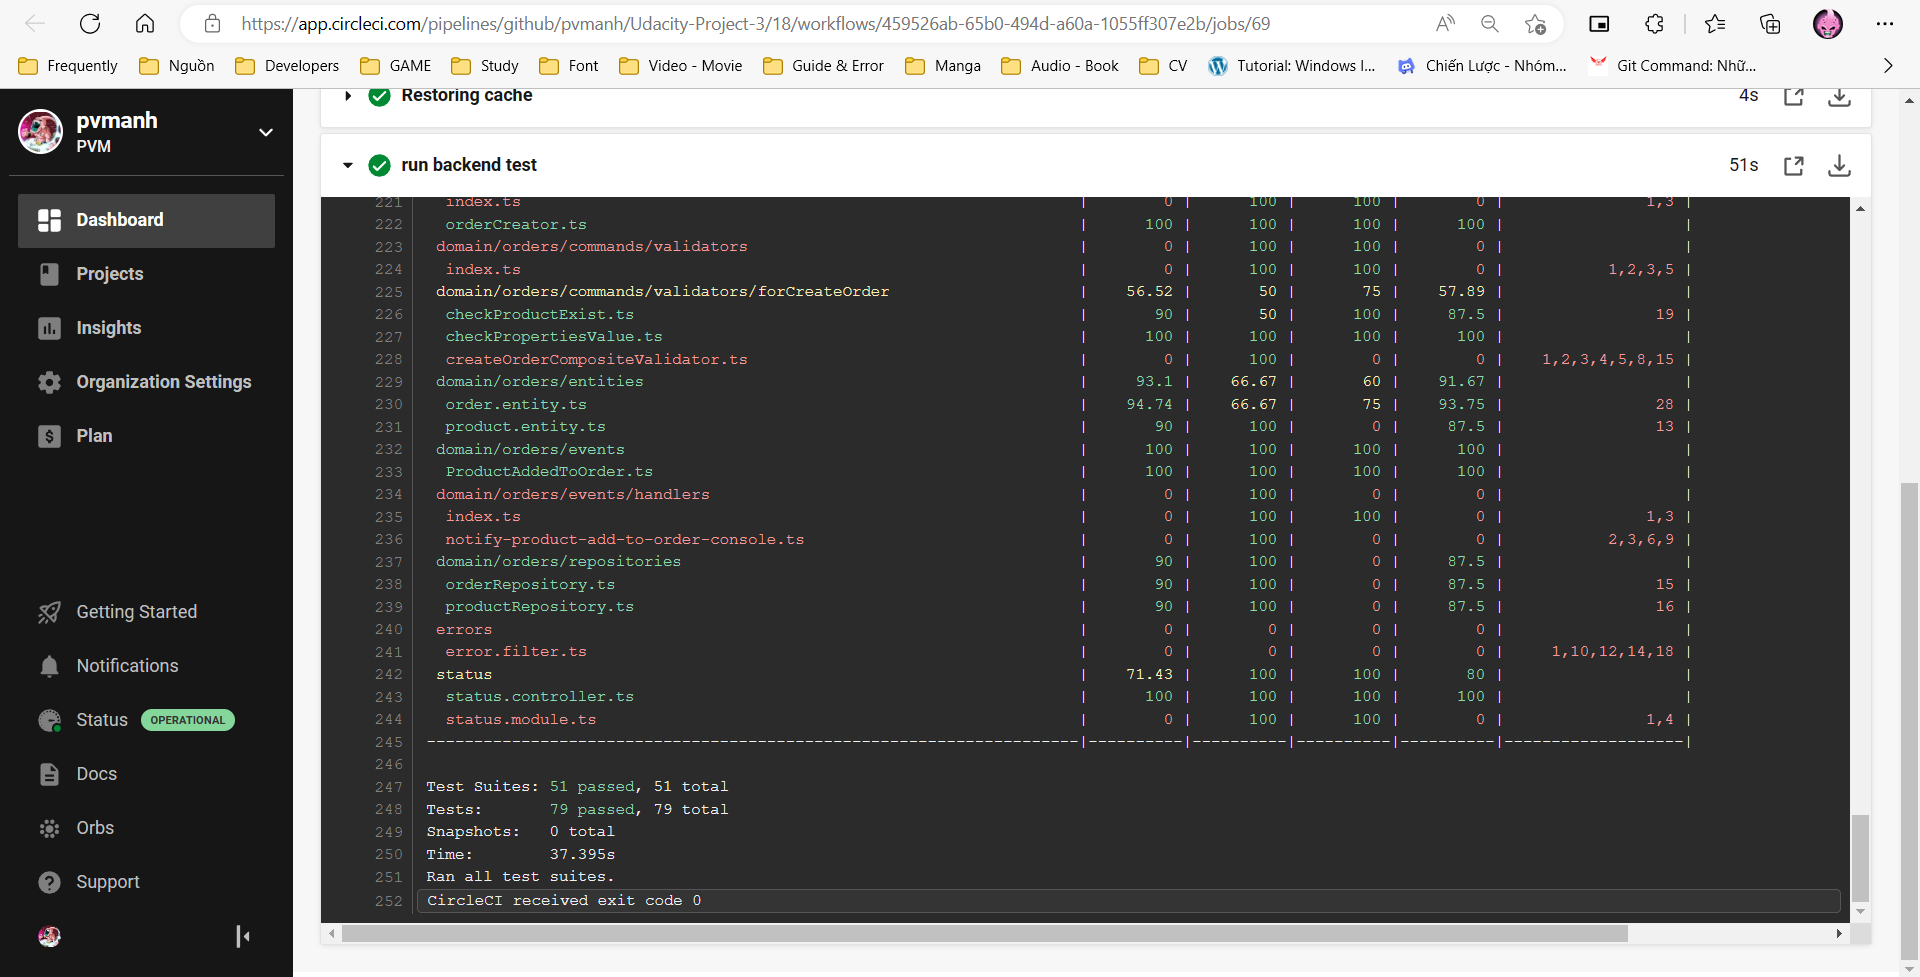 https://app.circleci.com/pipelines/github/pvmanh/Udacity-Project-3/18/workflows/459526ab-65b0-494d-a60a-1055ff307e2b/jobs/69
Frequently Nguồn Developers GAME Study Font Video - Movie Guide & Error Manga Audio - Book CV Tutorial: Windows I... Chiến Lược - Nhóm... Git Command: Nhữ...
pvmanh
PVM
Dashboard
Projects
Insights
Organization Settings
Plan
Getting Started
Notifications
Status OPERATIONAL
Docs
Orbs
Support
Restoring cache 4s
run backend test 51s
221 index.ts | 0 | 100 | 100 | 0 | 1,3 |
222 orderCreator.ts | 100 | 100 | 100 | 100 | |
223 domain/orders/commands/validators | 0 | 100 | 100 | 0 | |
224 index.ts | 0 | 100 | 100 | 0 | 1,2,3,5 |
225 domain/orders/commands/validators/forCreateOrder | 56.52 | 50 | 75 | 57.89 | |
226 checkProductExist.ts | 90 | 50 | 100 | 87.5 | 19 |
227 checkPropertiesValue.ts | 100 | 100 | 100 | 100 | |
228 createOrderCompositeValidator.ts | 0 | 100 | 0 | 0 | 1,2,3,4,5,8,15 |
229 domain/orders/entities | 93.1 | 66.67 | 60 | 91.67 | |
230 order.entity.ts | 94.74 | 66.67 | 75 | 93.75 | 28 |
231 product.entity.ts | 90 | 100 | 0 | 87.5 | 13 |
232 domain/orders/events | 100 | 100 | 100 | 100 | |
233 ProductAddedToOrder.ts | 100 | 100 | 100 | 100 | |
234 domain/orders/events/handlers | 0 | 100 | 0 | 0 | |
235 index.ts | 0 | 100 | 100 | 0 | 1,3 |
236 notify-product-add-to-order-console.ts | 0 | 100 | 0 | 0 | 2,3,6,9 |
237 domain/orders/repositories | 90 | 100 | 0 | 87.5 | |
238 orderRepository.ts | 90 | 100 | 0 | 87.5 | 15 |
239 productRepository.ts | 90 | 100 | 0 | 87.5 | 16 |
240 errors | 0 | 0 | 0 | 0 | |
241 error.filter.ts | 0 | 0 | 0 | 0 | 1,10,12,14,18 |
242 status | 71.43 | 100 | 100 | 80 | |
243 status.controller.ts | 100 | 100 | 100 | 100 | |
244 status.module.ts | 0 | 100 | 100 | 0 | 1,4 |
245 ---------------------------------------------------------------------|----------|----------|----------|----------|-------------------|
246
247 Test Suites: 51 passed, 51 total
248 Tests: 79 passed, 79 total
249 Snapshots: 0 total
250 Time: 37.395s
251 Ran all test suites.
252 CircleCI received exit code 0